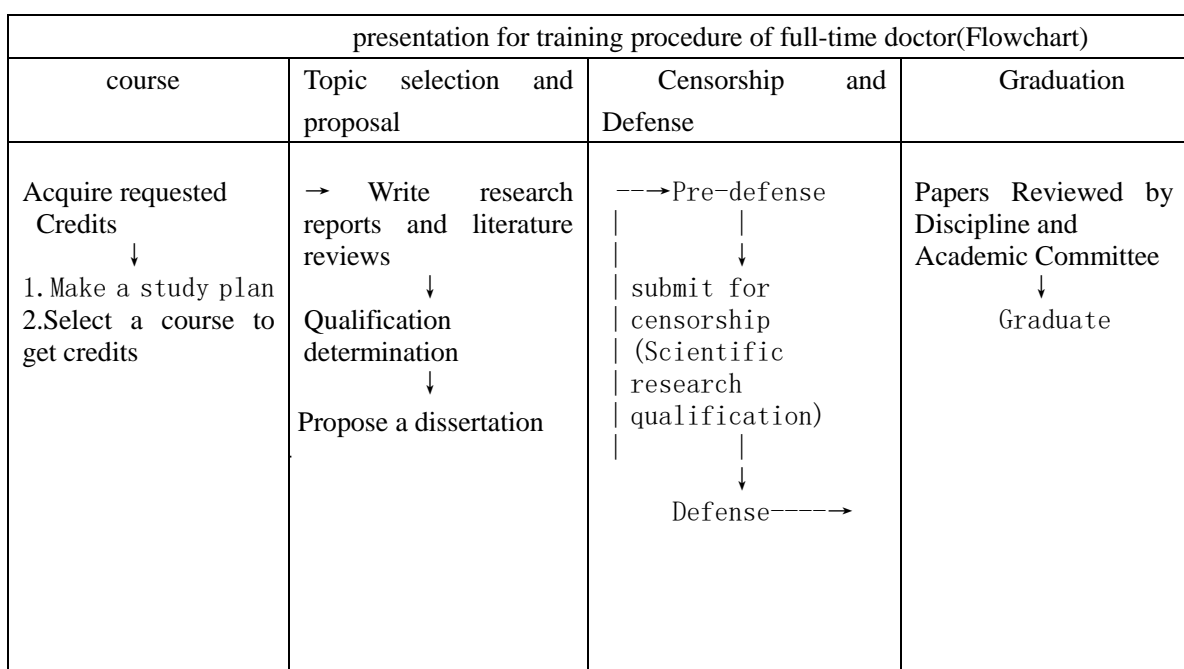 presentation for training procedure of full-time doctor(Flowchart)
course
Topic selection and
proposal
Censorship and
Defense
Graduation
Acquire requested
Credits
↓
1.Make a study plan
2.Select a course to
get credits
→ Write research
reports and literature
reviews
↓
Qualification
determination
↓
Propose a dissertation
--→Pre-defense
| |
| ↓
| submit for
| censorship
| (Scientific
| research
| qualification)
| |
↓
Defense----→
Papers Reviewed by
Discipline and
Academic Committee
↓
Graduate